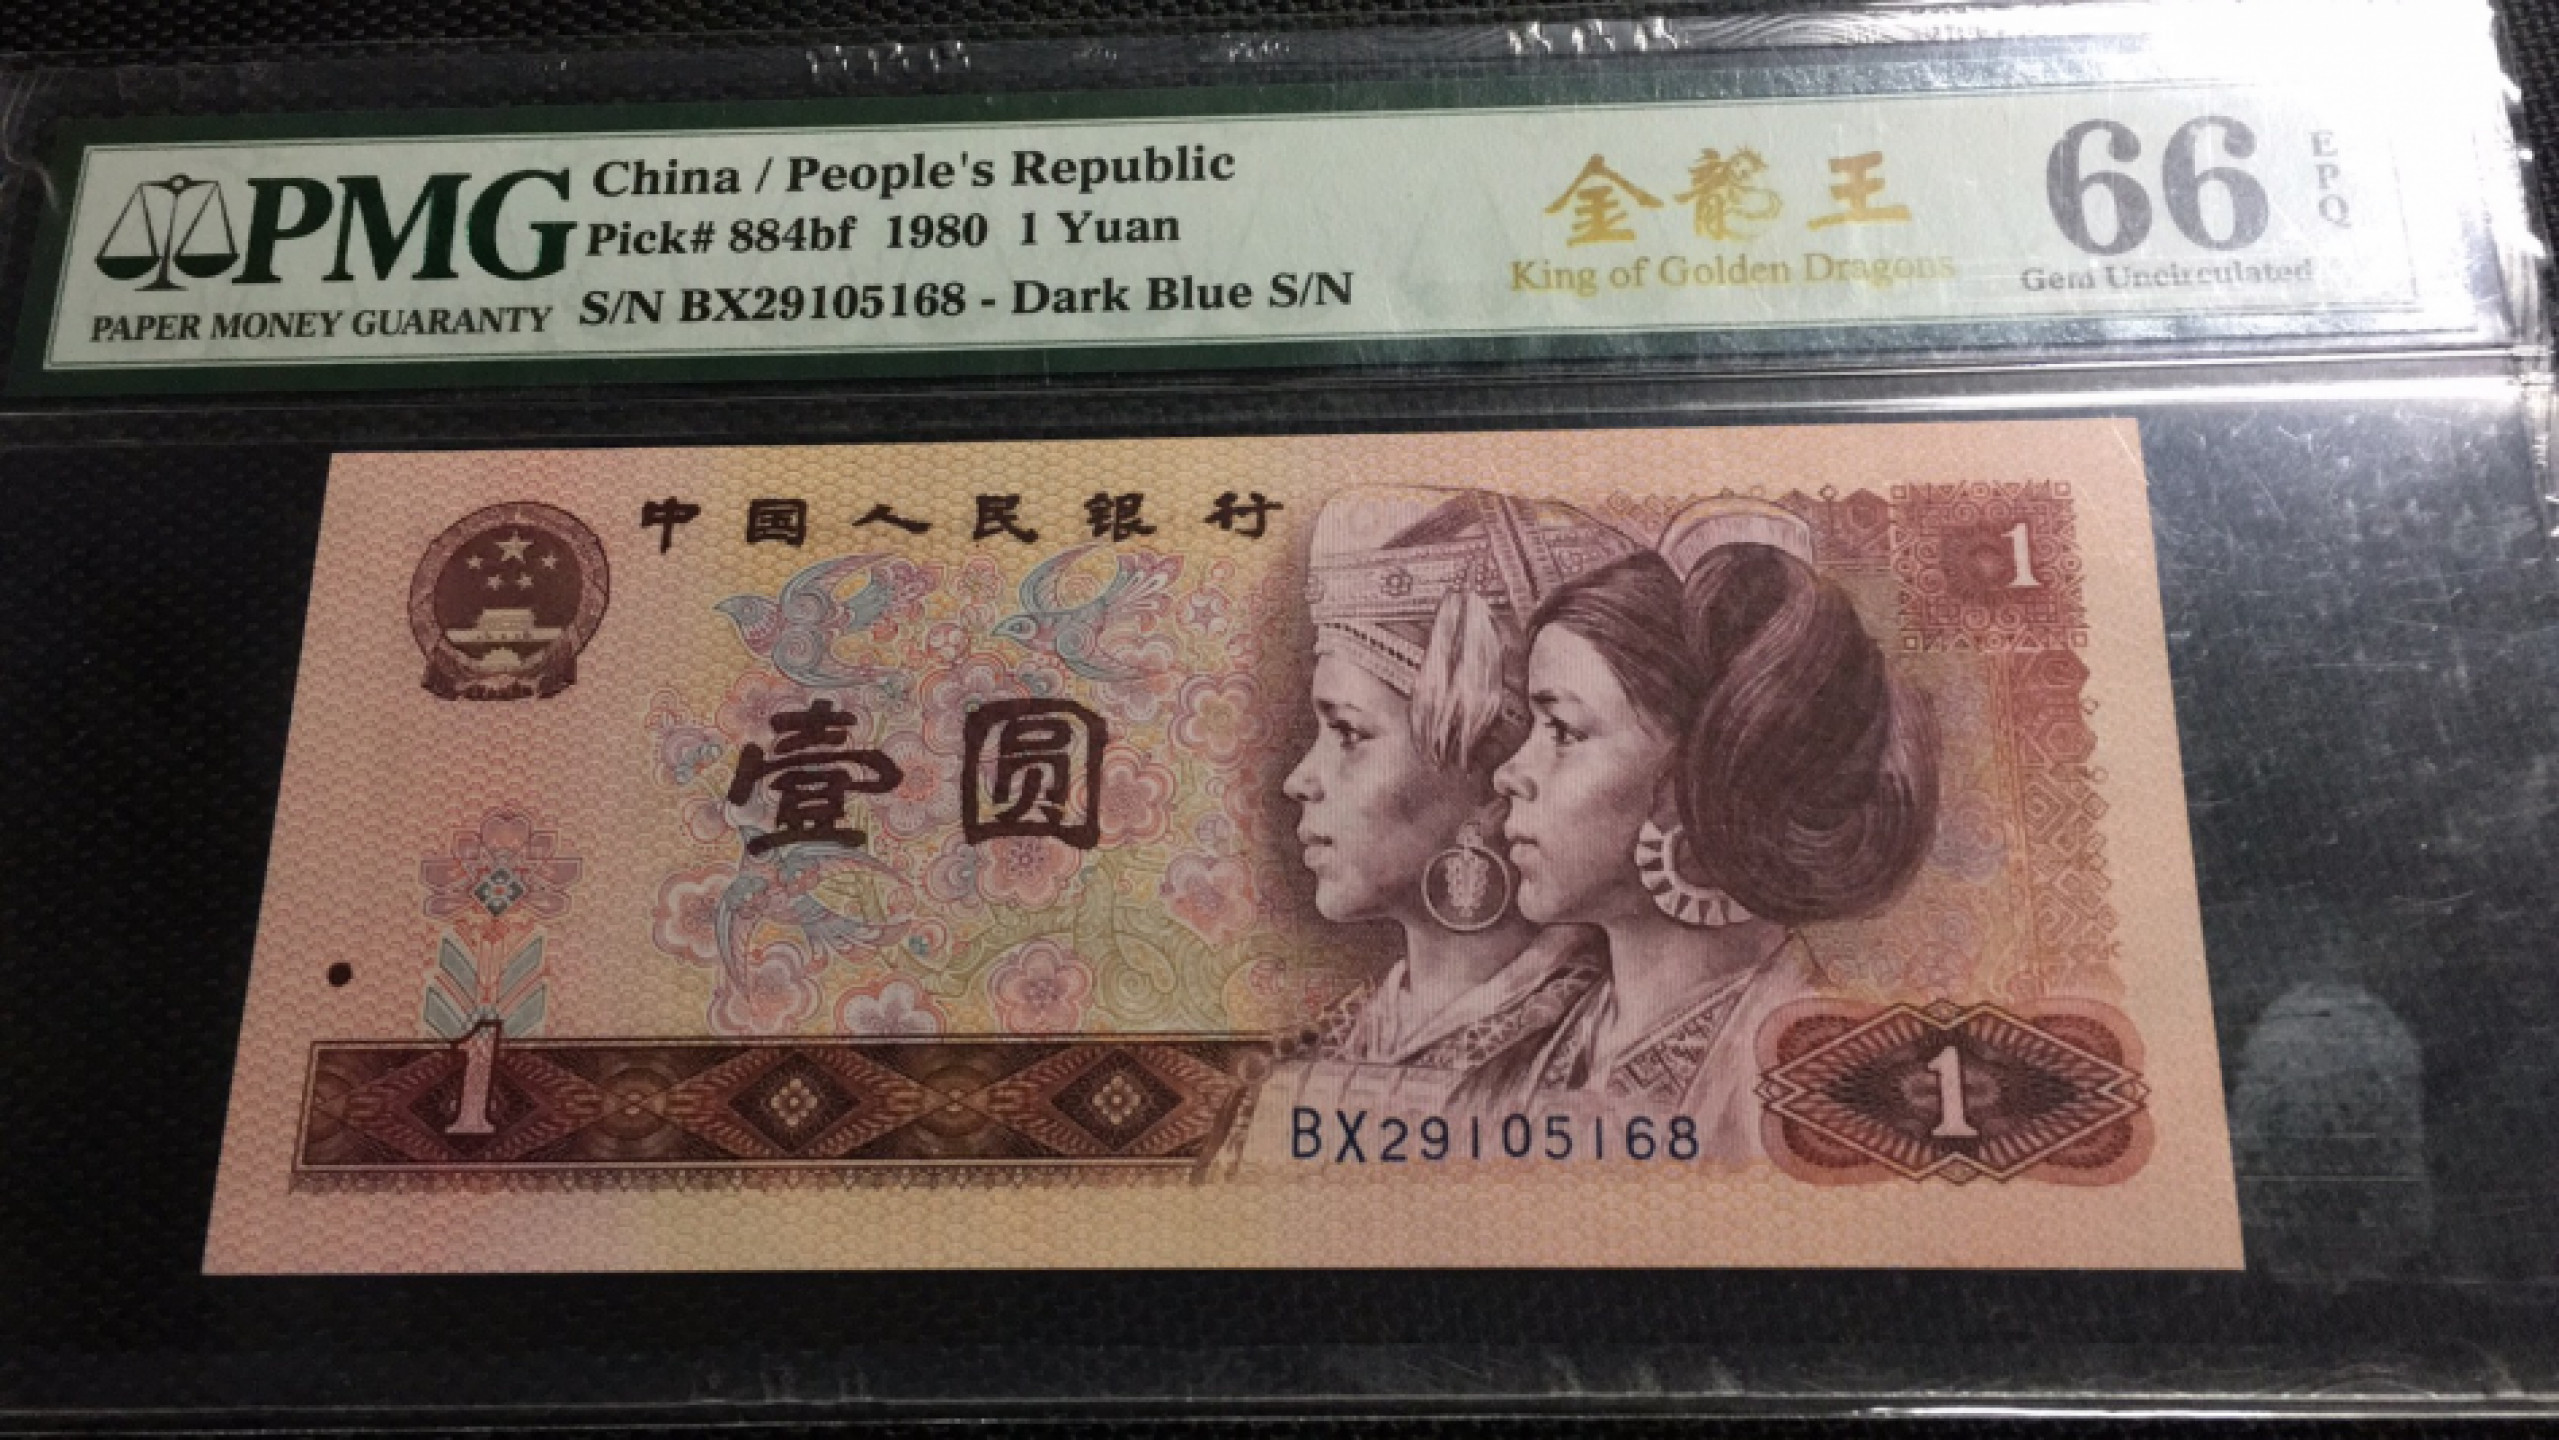 PMG
PAPER MONEY GUARANTY
China / People's Republic
Pick# 884bf 1980 1 Yuan
S/N BX29105168 - Dark Blue S/N
金龍王
King of Golden Dragons
66
EPQ
Gem Uncirculated
中国人民银行
1
壹圆
1
BX29105168
1